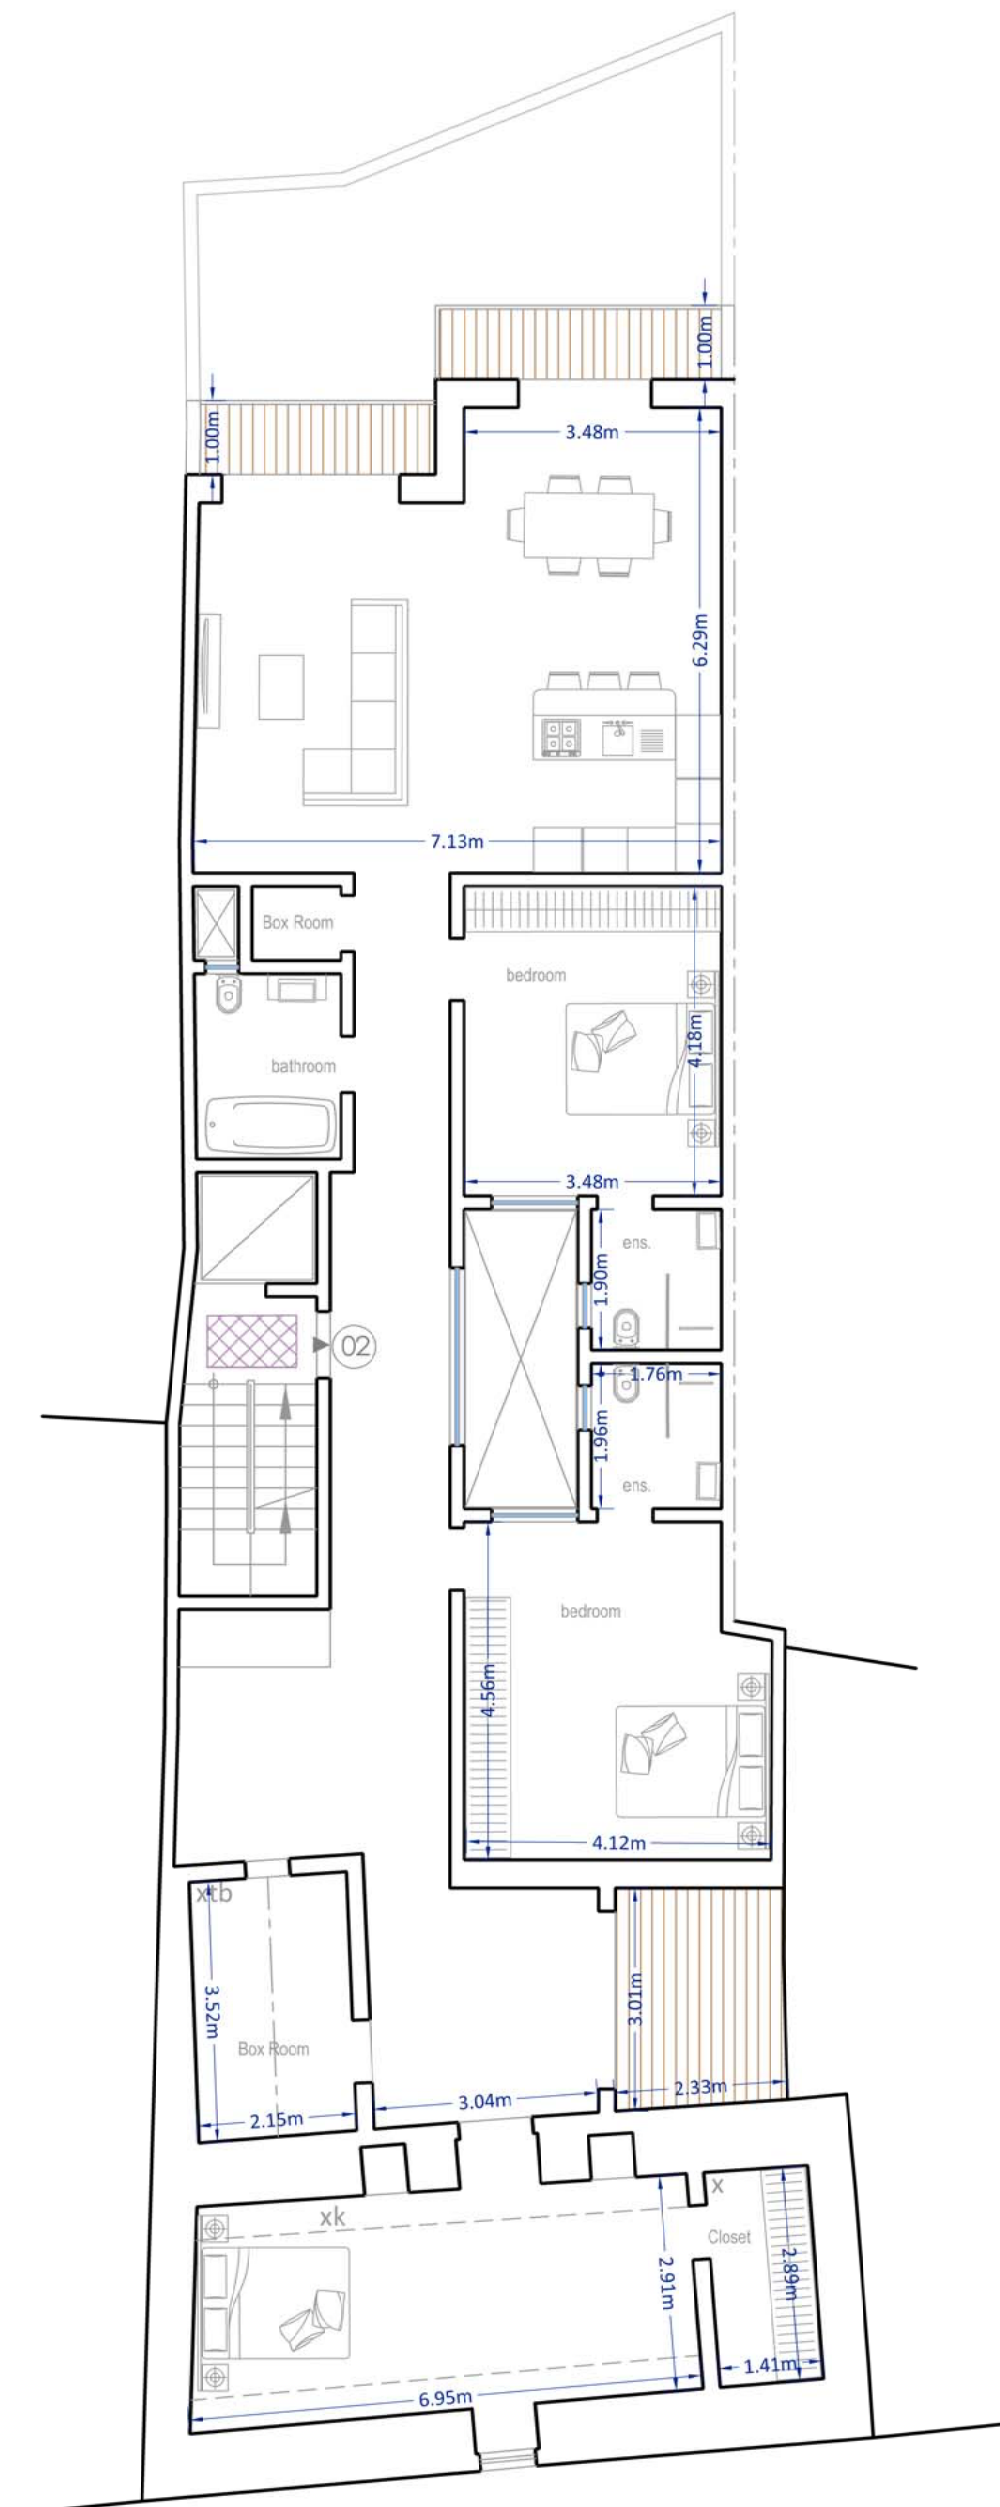 1.00m
1.00m
3.48m
6.29m
7.13m
Box Room
bedroom
4.18m
bathroom
3.48m
ens.
1.90m
02
1.76m
1.96m
ens.
bedroom
4.56m
4.12m
xtb
3.52m
3.01m
Box Room
2.33m
3.04m
2.15m
x
xk
Closet
2.91m
2.89m
1.41m
6.95m